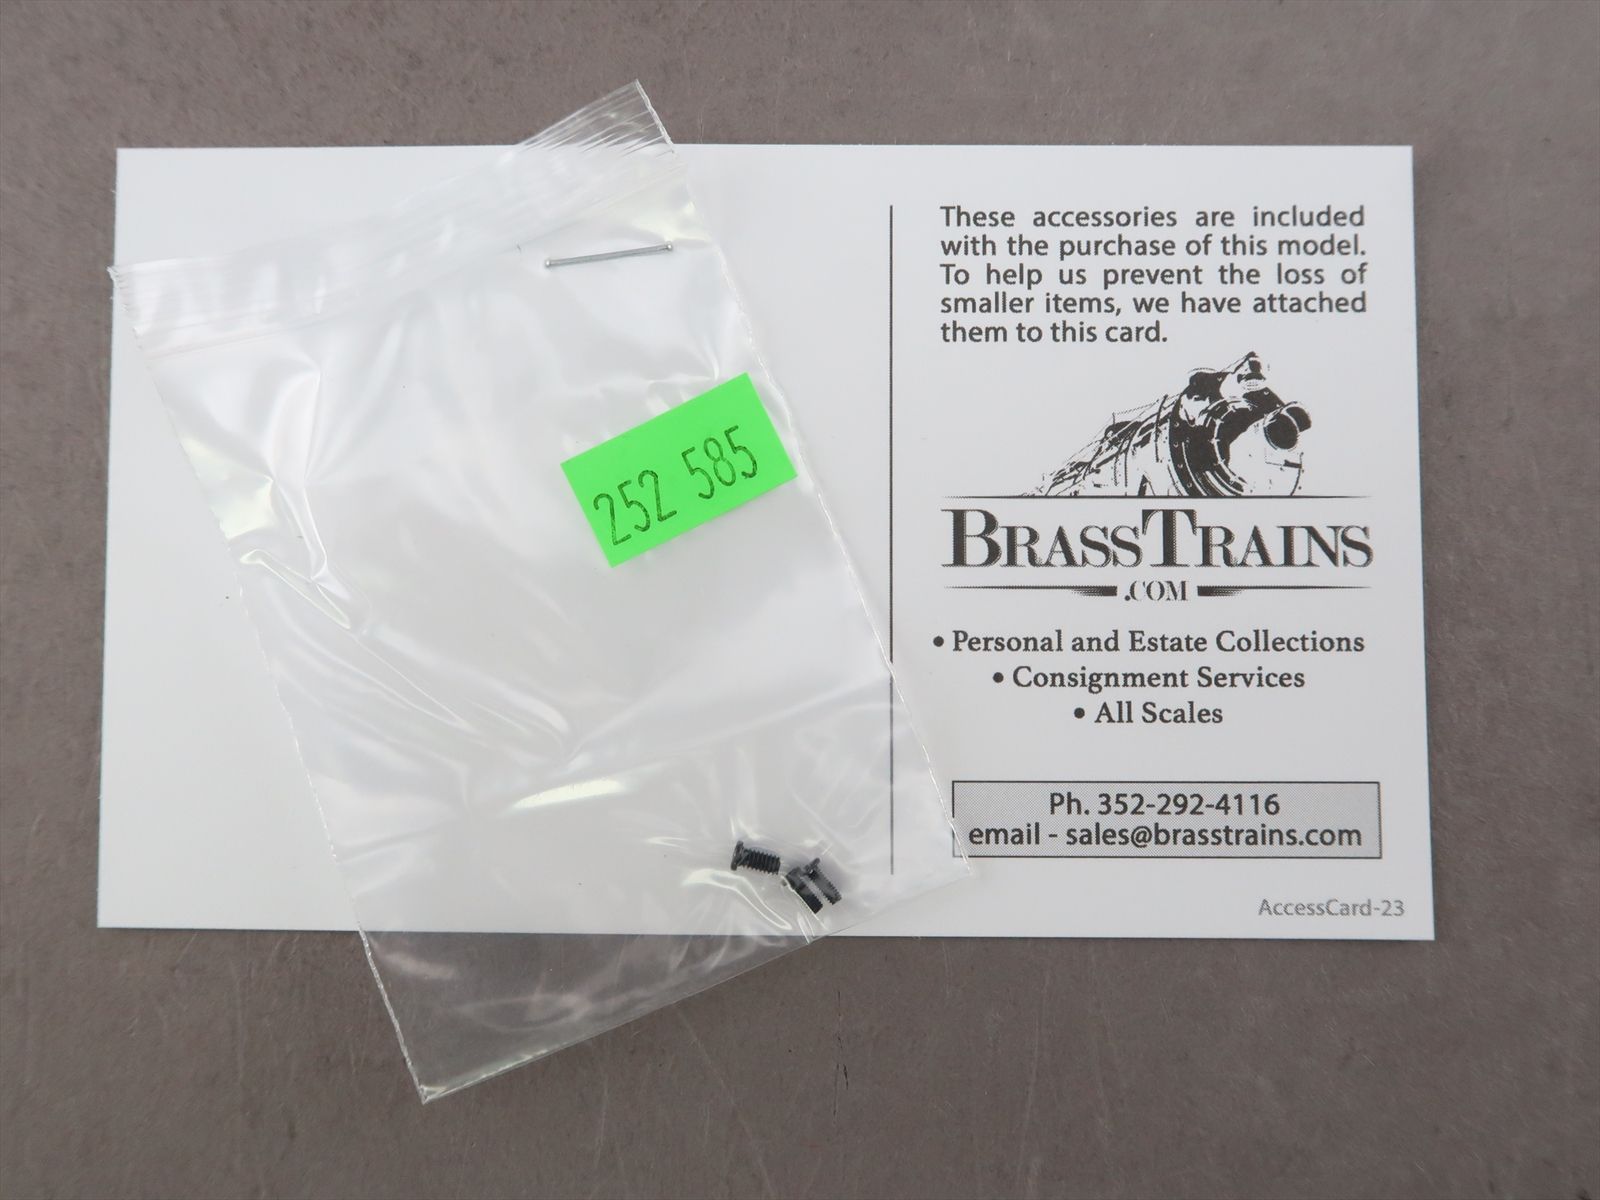 252 585
These accessories are included
with the purchase of this model.
To help us prevent the loss of
smaller items, we have attached
them to this card.
BRASSTRAINS
.COM
• Personal and Estate Collections
• Consignment Services
• All Scales
Ph. 352-292-4116
email - sales@brasstrains.com
AccessCard-23